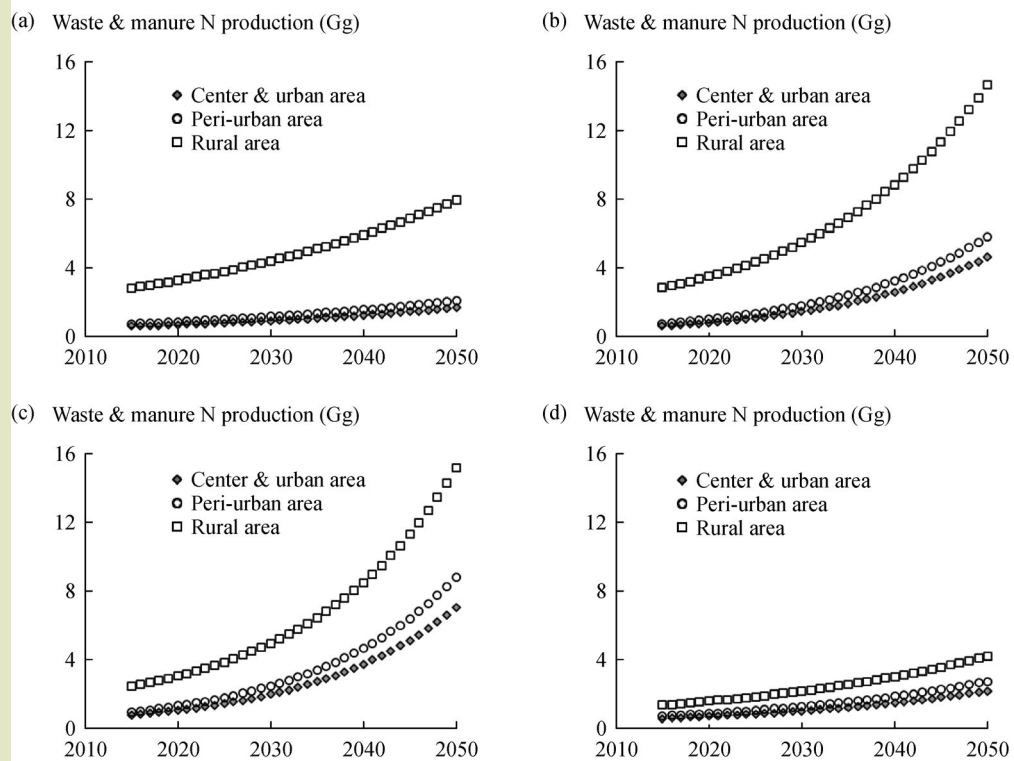 (a) Waste & manure N production (Gg)
16
12
8
4
0
2010 2020 2030 2040 2050
Center & urban area
Peri-urban area
Rural area
(b) Waste & manure N production (Gg)
16
12
8
4
0
2010 2020 2030 2040 2050
Center & urban area
Peri-urban area
Rural area
(c) Waste & manure N production (Gg)
16
12
8
4
0
2010 2020 2030 2040 2050
Center & urban area
Peri-urban area
Rural area
(d) Waste & manure N production (Gg)
16
12
8
4
0
2010 2020 2030 2040 2050
Center & urban area
Peri-urban area
Rural area